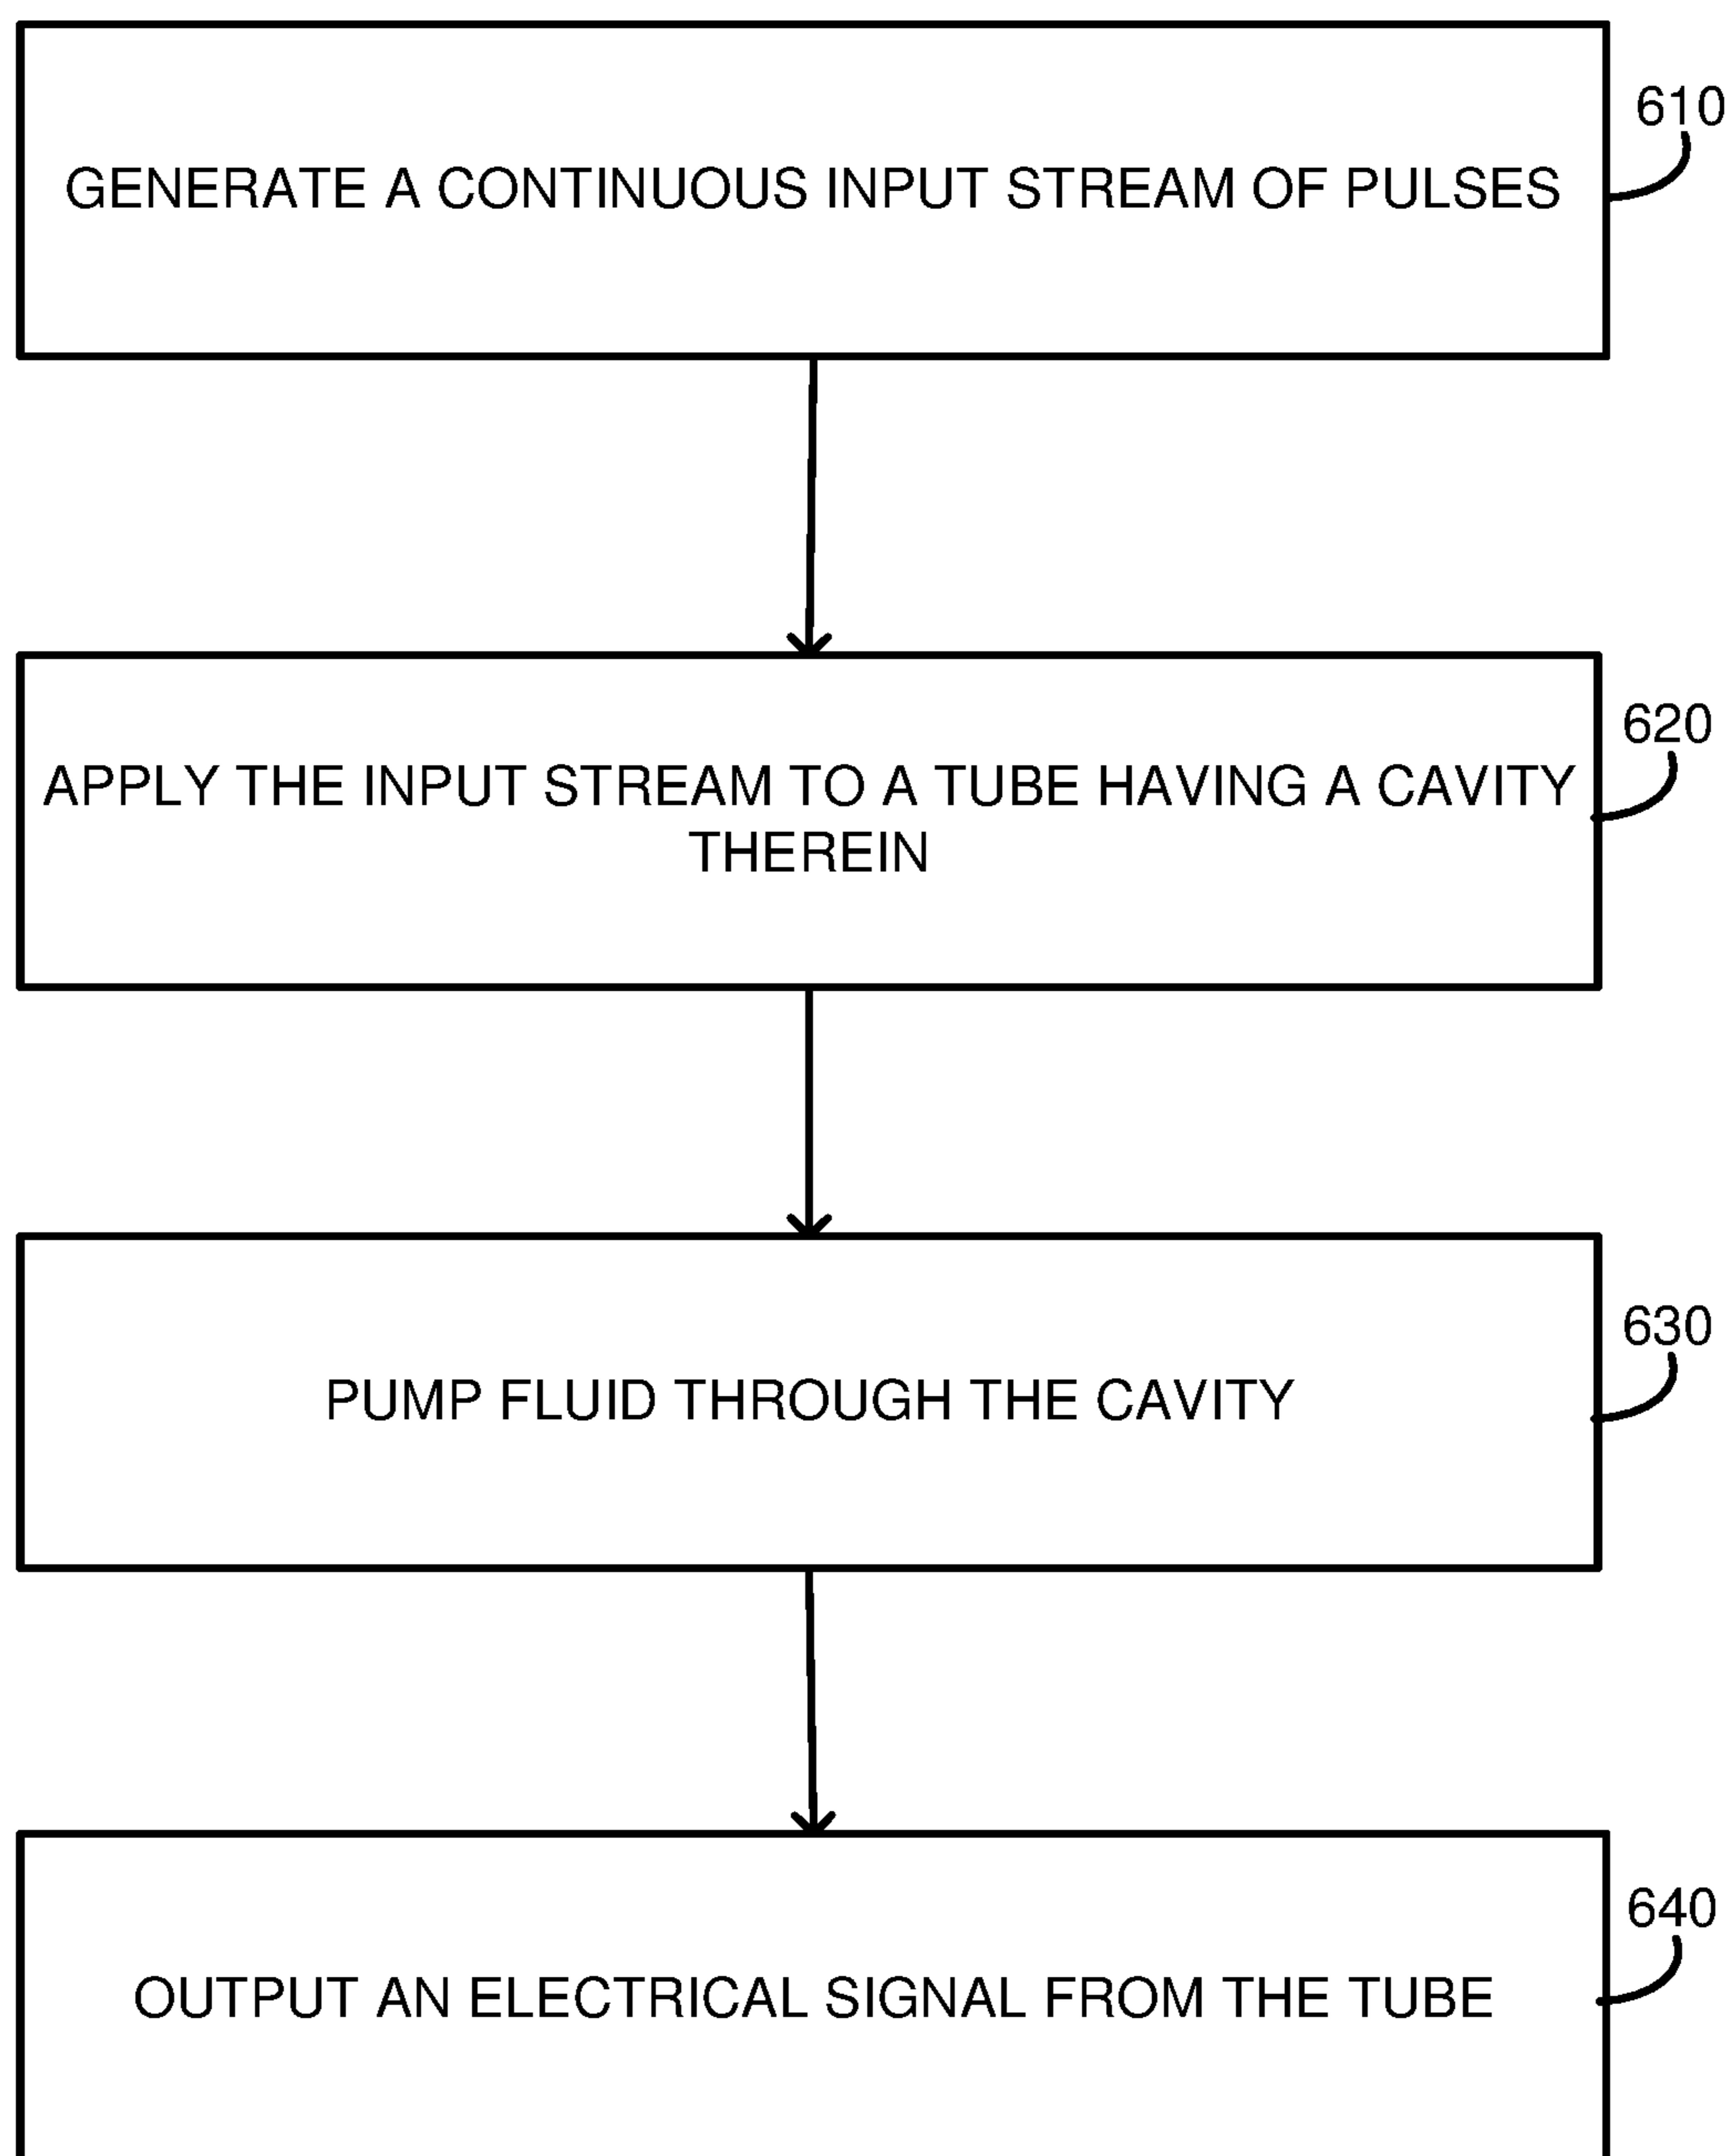 610
GENERATE A CONTINUOUS INPUT STREAM OF PULSES
620
APPLY THE INPUT STREAM TO A TUBE HAVING A CAVITY
THEREIN
630
PUMP FLUID THROUGH THE CAVITY
640
OUTPUT AN ELECTRICAL SIGNAL FROM THE TUBE